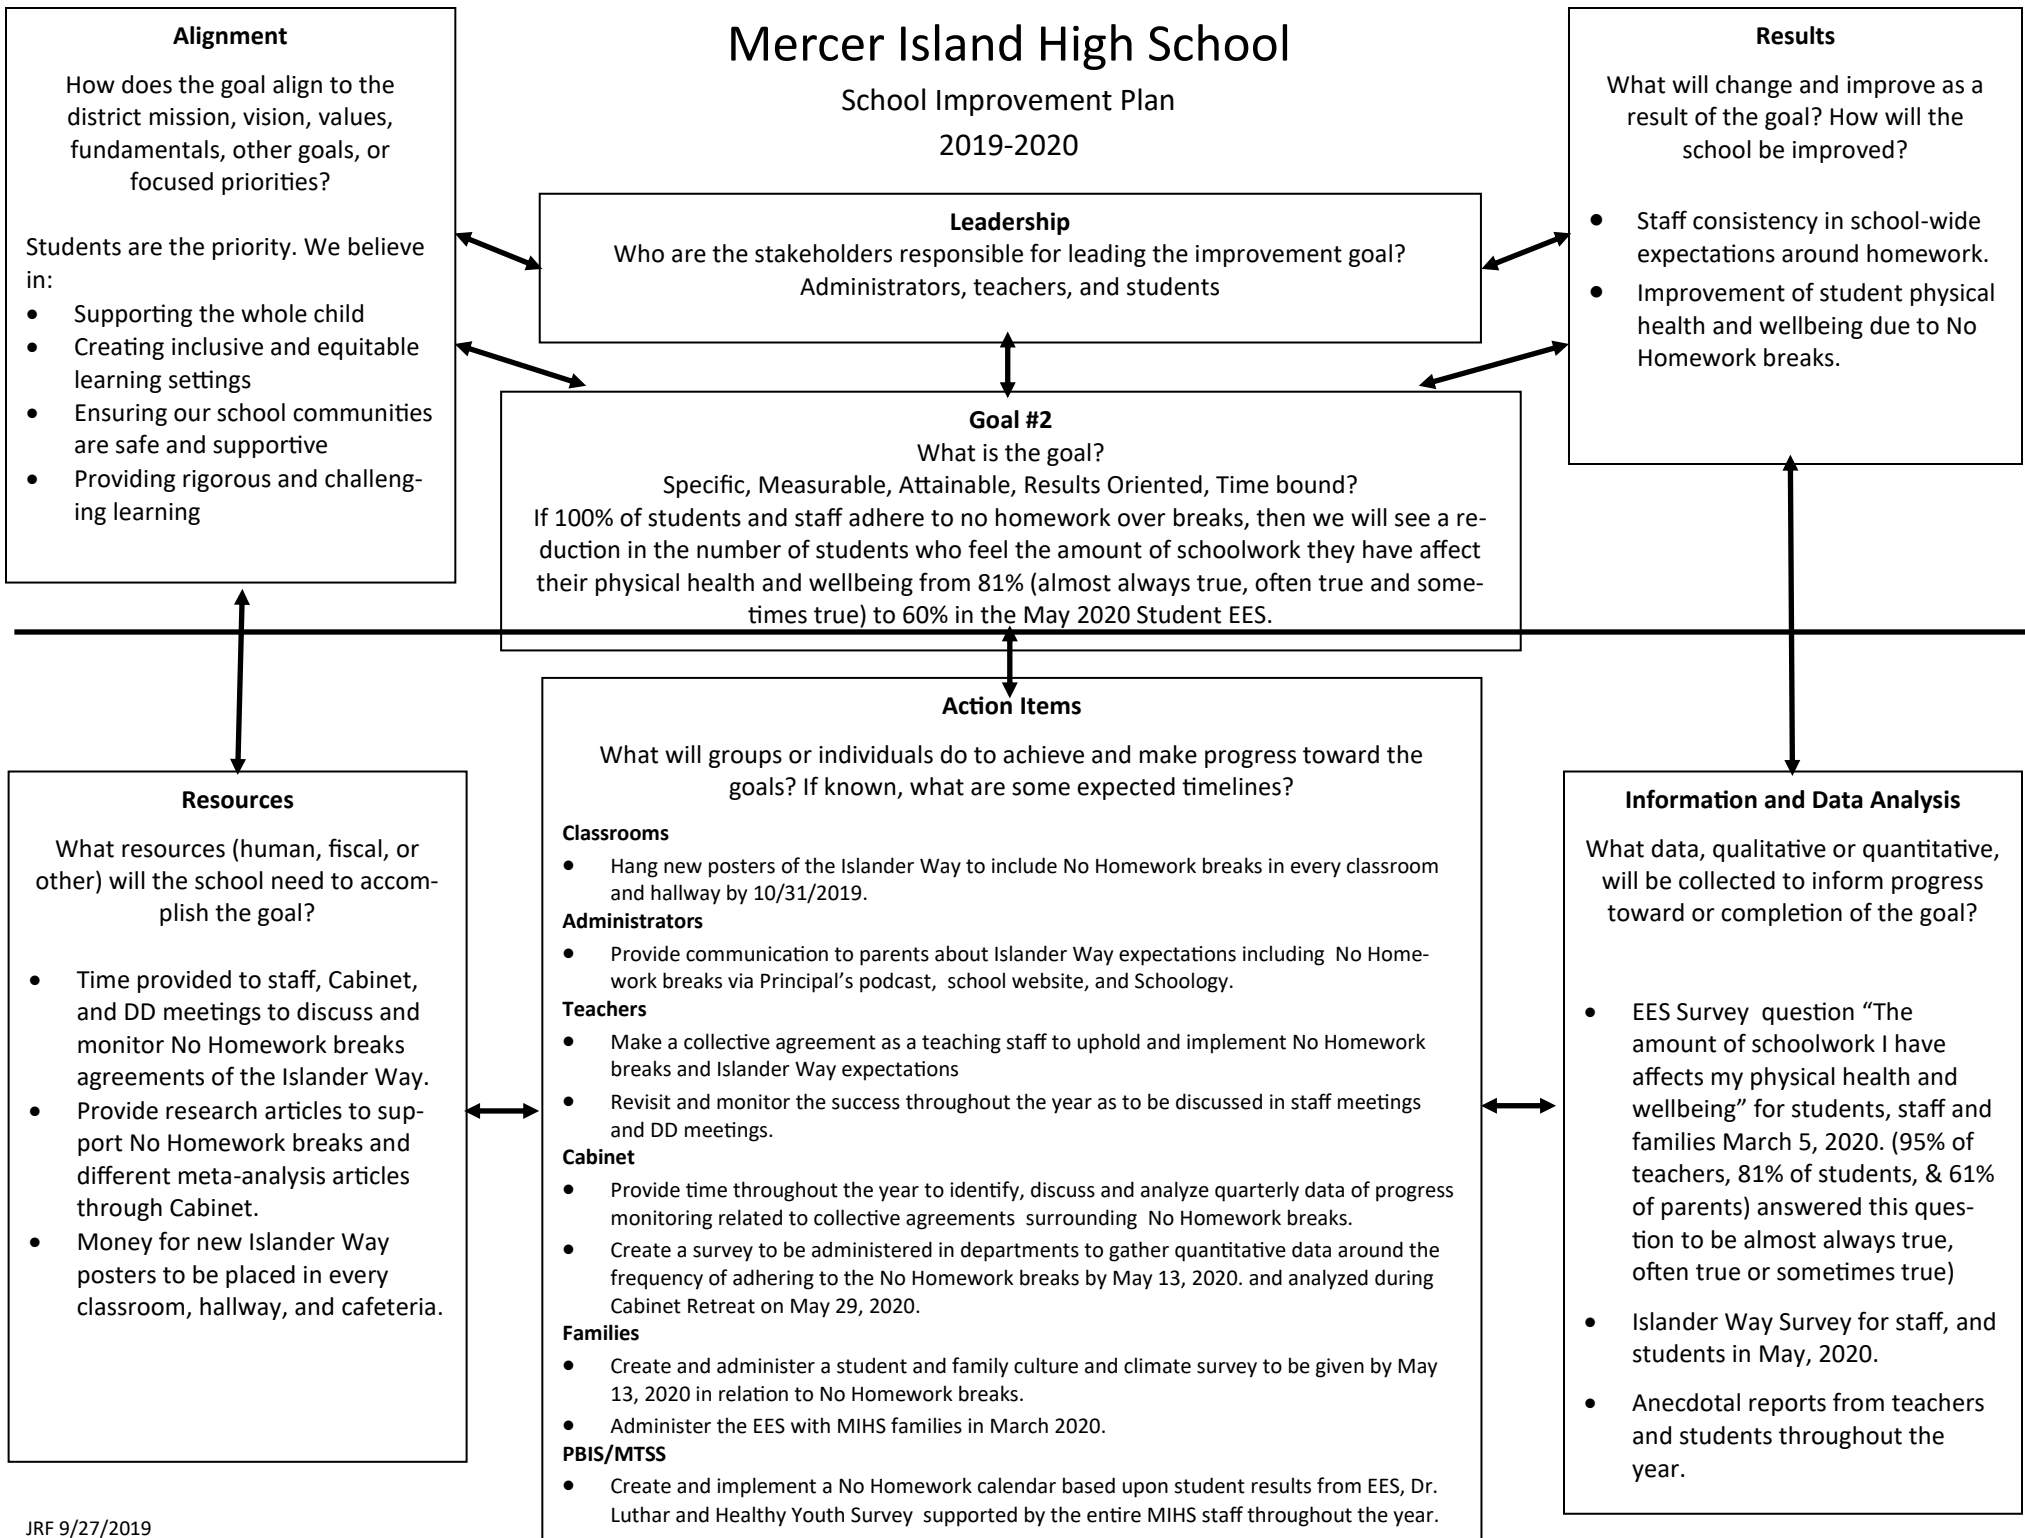 Mercer Island High School
School Improvement Plan
2019-2020
Alignment
How does the goal align to the
district mission, vision, values,
fundamentals, other goals, or
focused priorities?
Students are the priority. We believe
in:
• Supporting the whole child
• Creating inclusive and equitable
learning settings
• Ensuring our school communities
are safe and supportive
• Providing rigorous and challeng-
ing learning
Leadership
Who are the stakeholders responsible for leading the improvement goal?
Administrators, teachers, and students
Results
What will change and improve as a
result of the goal? How will the
school be improved?
• Staff consistency in school-wide
expectations around homework.
• Improvement of student physical
health and wellbeing due to No
Homework breaks.
Goal #2
What is the goal?
Specific, Measurable, Attainable, Results Oriented, Time bound?
If 100% of students and staff adhere to no homework over breaks, then we will see a re-
duction in the number of students who feel the amount of schoolwork they have affect
their physical health and wellbeing from 81% (almost always true, often true and some-
times true) to 60% in the May 2020 Student EES.
Resources
What resources (human, fiscal, or
other) will the school need to accom-
plish the goal?
• Time provided to staff, Cabinet,
and DD meetings to discuss and
monitor No Homework breaks
agreements of the Islander Way.
• Provide research articles to sup-
port No Homework breaks and
different meta-analysis articles
through Cabinet.
• Money for new Islander Way
posters to be placed in every
classroom, hallway, and cafeteria.
Action Items
What will groups or individuals do to achieve and make progress toward the
goals? If known, what are some expected timelines?
Classrooms
• Hang new posters of the Islander Way to include No Homework breaks in every classroom
and hallway by 10/31/2019.
Administrators
• Provide communication to parents about Islander Way expectations including No Home-
work breaks via Principal’s podcast, school website, and Schoology.
Teachers
• Make a collective agreement as a teaching staff to uphold and implement No Homework
breaks and Islander Way expectations
• Revisit and monitor the success throughout the year as to be discussed in staff meetings
and DD meetings.
Cabinet
• Provide time throughout the year to identify, discuss and analyze quarterly data of progress
monitoring related to collective agreements surrounding No Homework breaks.
• Create a survey to be administered in departments to gather quantitative data around the
frequency of adhering to the No Homework breaks by May 13, 2020. and analyzed during
Cabinet Retreat on May 29, 2020.
Families
• Create and administer a student and family culture and climate survey to be given by May
13, 2020 in relation to No Homework breaks.
• Administer the EES with MIHS families in March 2020.
PBIS/MTSS
• Create and implement a No Homework calendar based upon student results from EES, Dr.
Luthar and Healthy Youth Survey supported by the entire MIHS staff throughout the year.
Information and Data Analysis
What data, qualitative or quantitative,
will be collected to inform progress
toward or completion of the goal?
• EES Survey question “The
amount of schoolwork I have
affects my physical health and
wellbeing” for students, staff and
families March 5, 2020. (95% of
teachers, 81% of students, & 61%
of parents) answered this ques-
tion to be almost always true,
often true or sometimes true)
• Islander Way Survey for staff, and
students in May, 2020.
• Anecdotal reports from teachers
and students throughout the
year.
JRF 9/27/2019